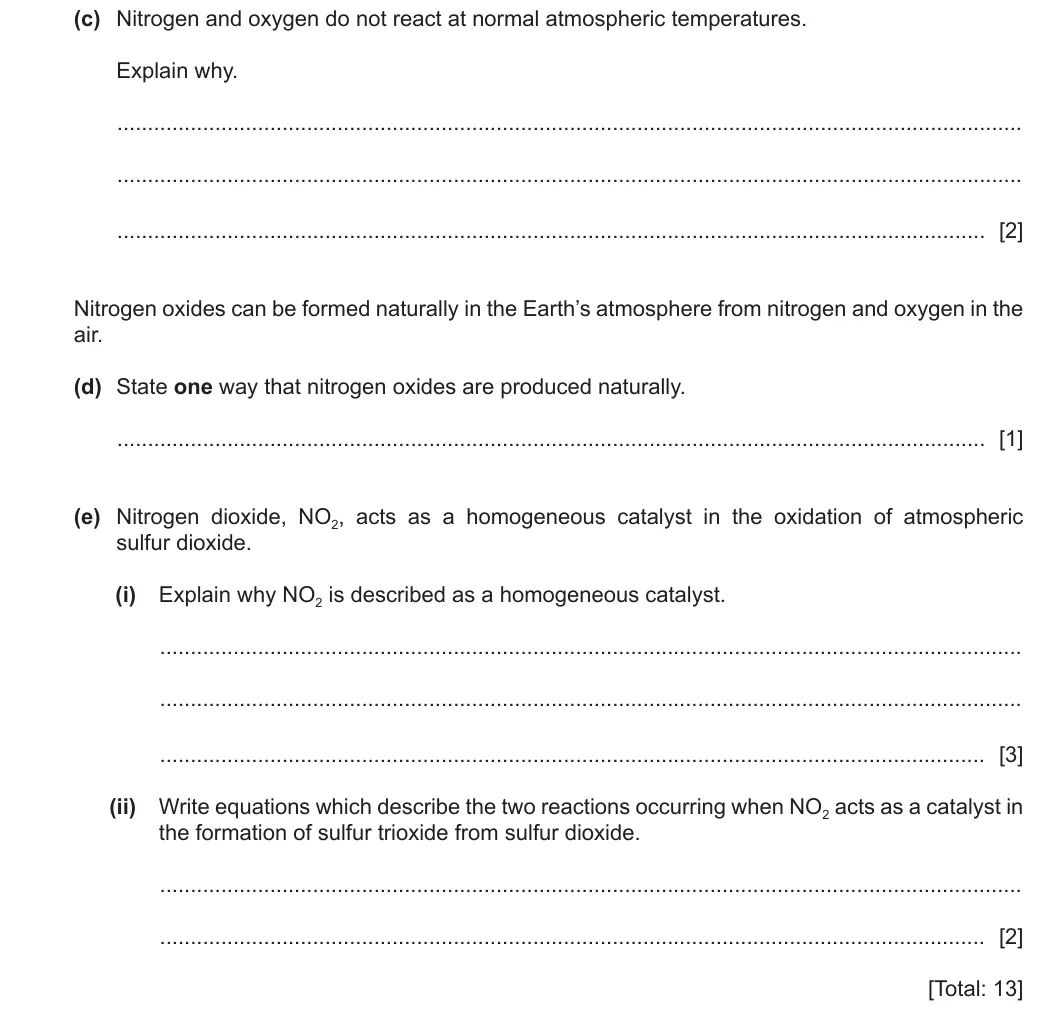 (c) Nitrogen and oxygen do not react at normal atmospheric temperatures.
Explain why.
..........................................................................................
..........................................................................................
.......................................................................................... [2]
Nitrogen oxides can be formed naturally in the Earth’s atmosphere from nitrogen and oxygen in the
air.
(d) State one way that nitrogen oxides are produced naturally.
.......................................................................................... [1]
(e) Nitrogen dioxide, NO₂, acts as a homogeneous catalyst in the oxidation of atmospheric
sulfur dioxide.
(i) Explain why NO₂ is described as a homogeneous catalyst.
..........................................................................................
..........................................................................................
.......................................................................................... [3]
(ii) Write equations which describe the two reactions occurring when NO₂ acts as a catalyst in
the formation of sulfur trioxide from sulfur dioxide.
..........................................................................................
.......................................................................................... [2]
[Total: 13]